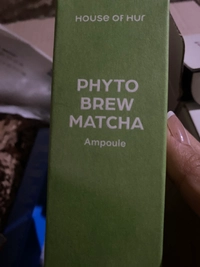 House of Hur
PHYTO
BREW
MATCHA
Ampoule